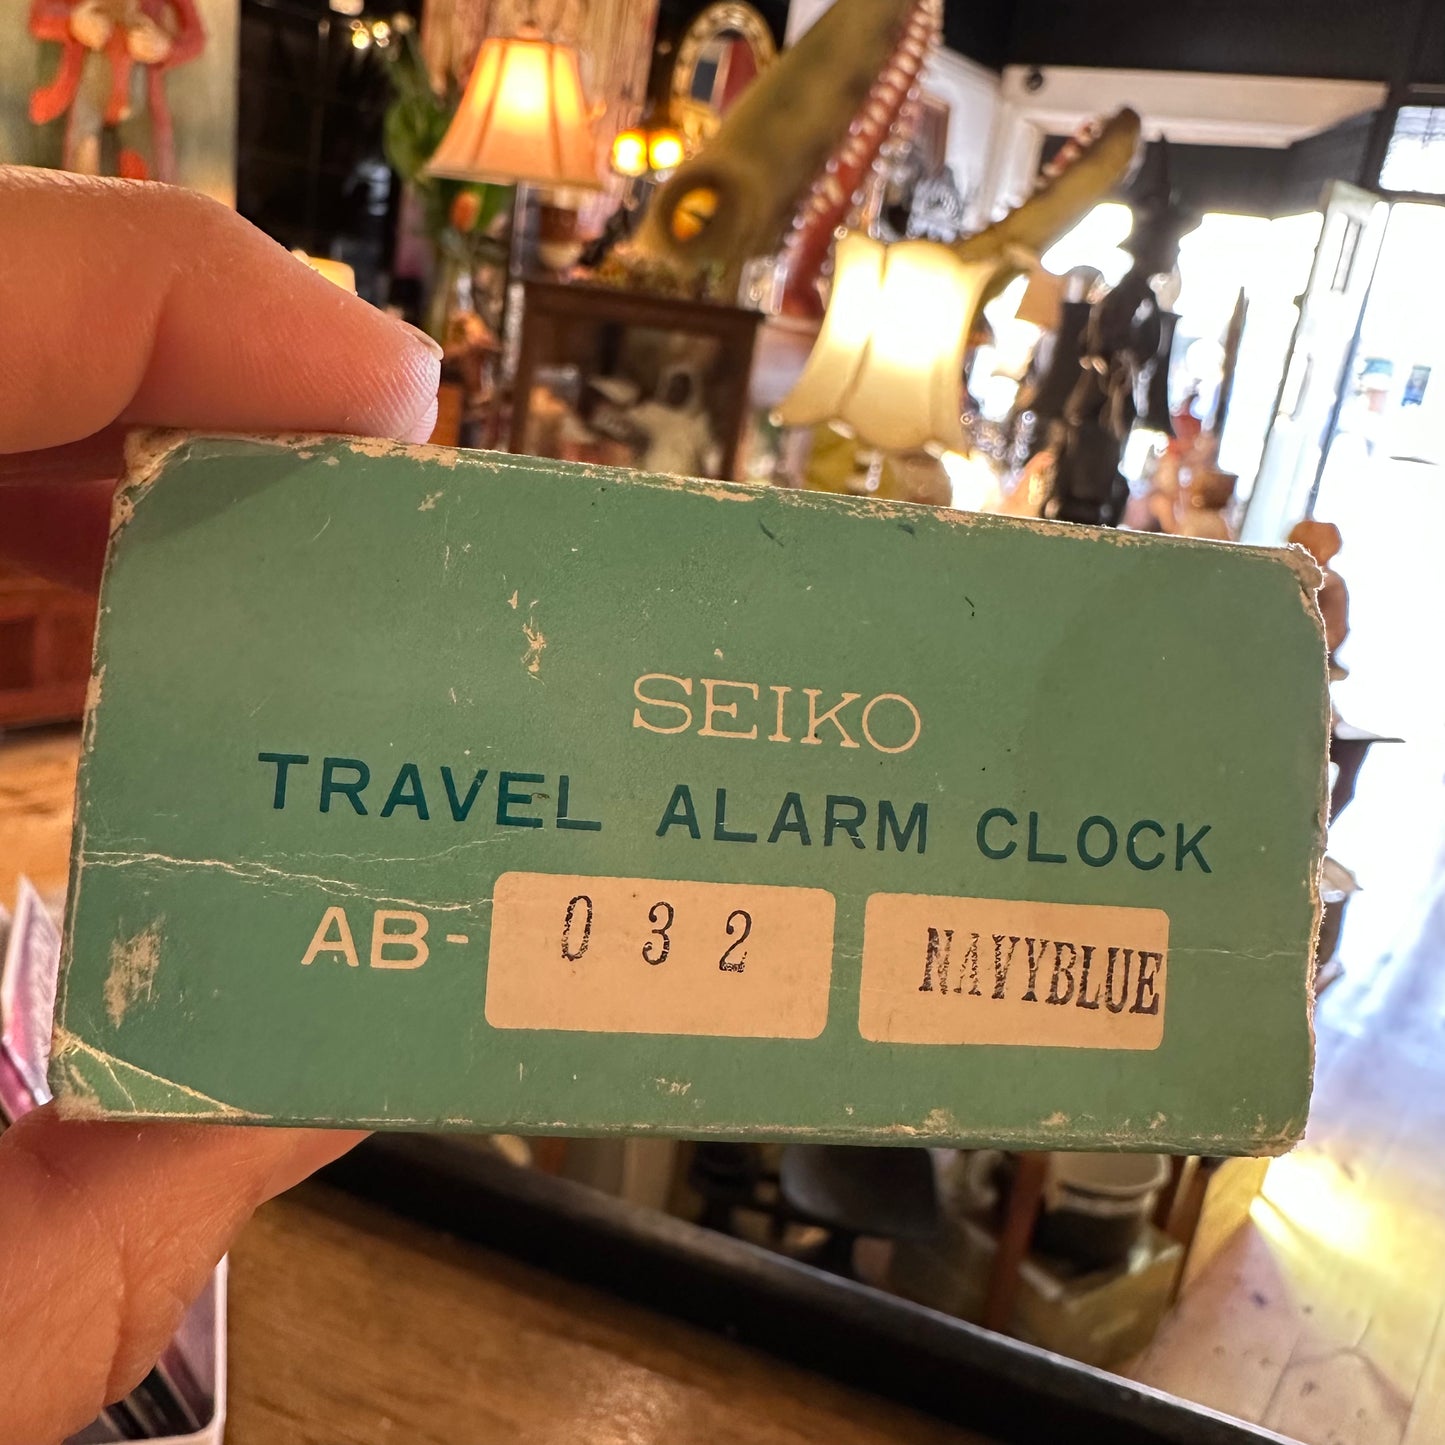 SEIKO
TRAVEL ALARM CLOCK
AB- 032 NAVYBLUE